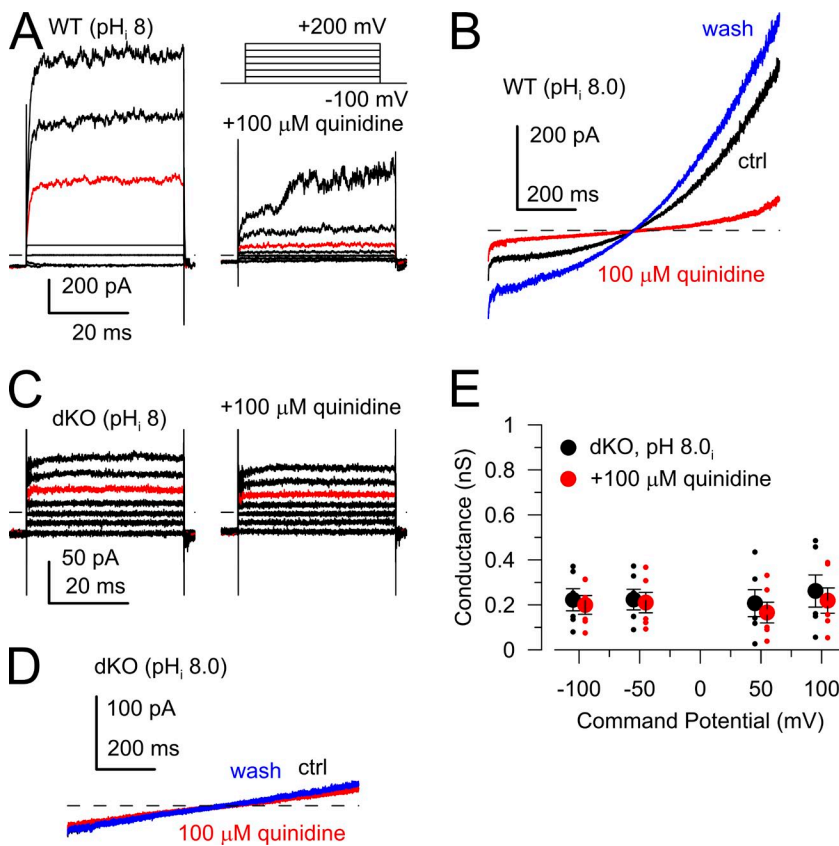 A
WT (pHi 8)
+200 mV
-100 mV
+100 μM quinidine
200 pA
20 ms
B
wash
WT (pHi 8.0)
200 pA
ctrl
200 ms
100 μM quinidine
C
dKO (pHi 8)
+100 μM quinidine
50 pA
20 ms
D
dKO (pHi 8.0)
100 pA
200 ms
wash
ctrl
100 μM quinidine
E
1
0.8
0.6
0.4
0.2
0
Conductance (nS)
dKO, pH 8.0i
+100 μM quinidine
-100 -50 0 50 100
Command Potential (mV)